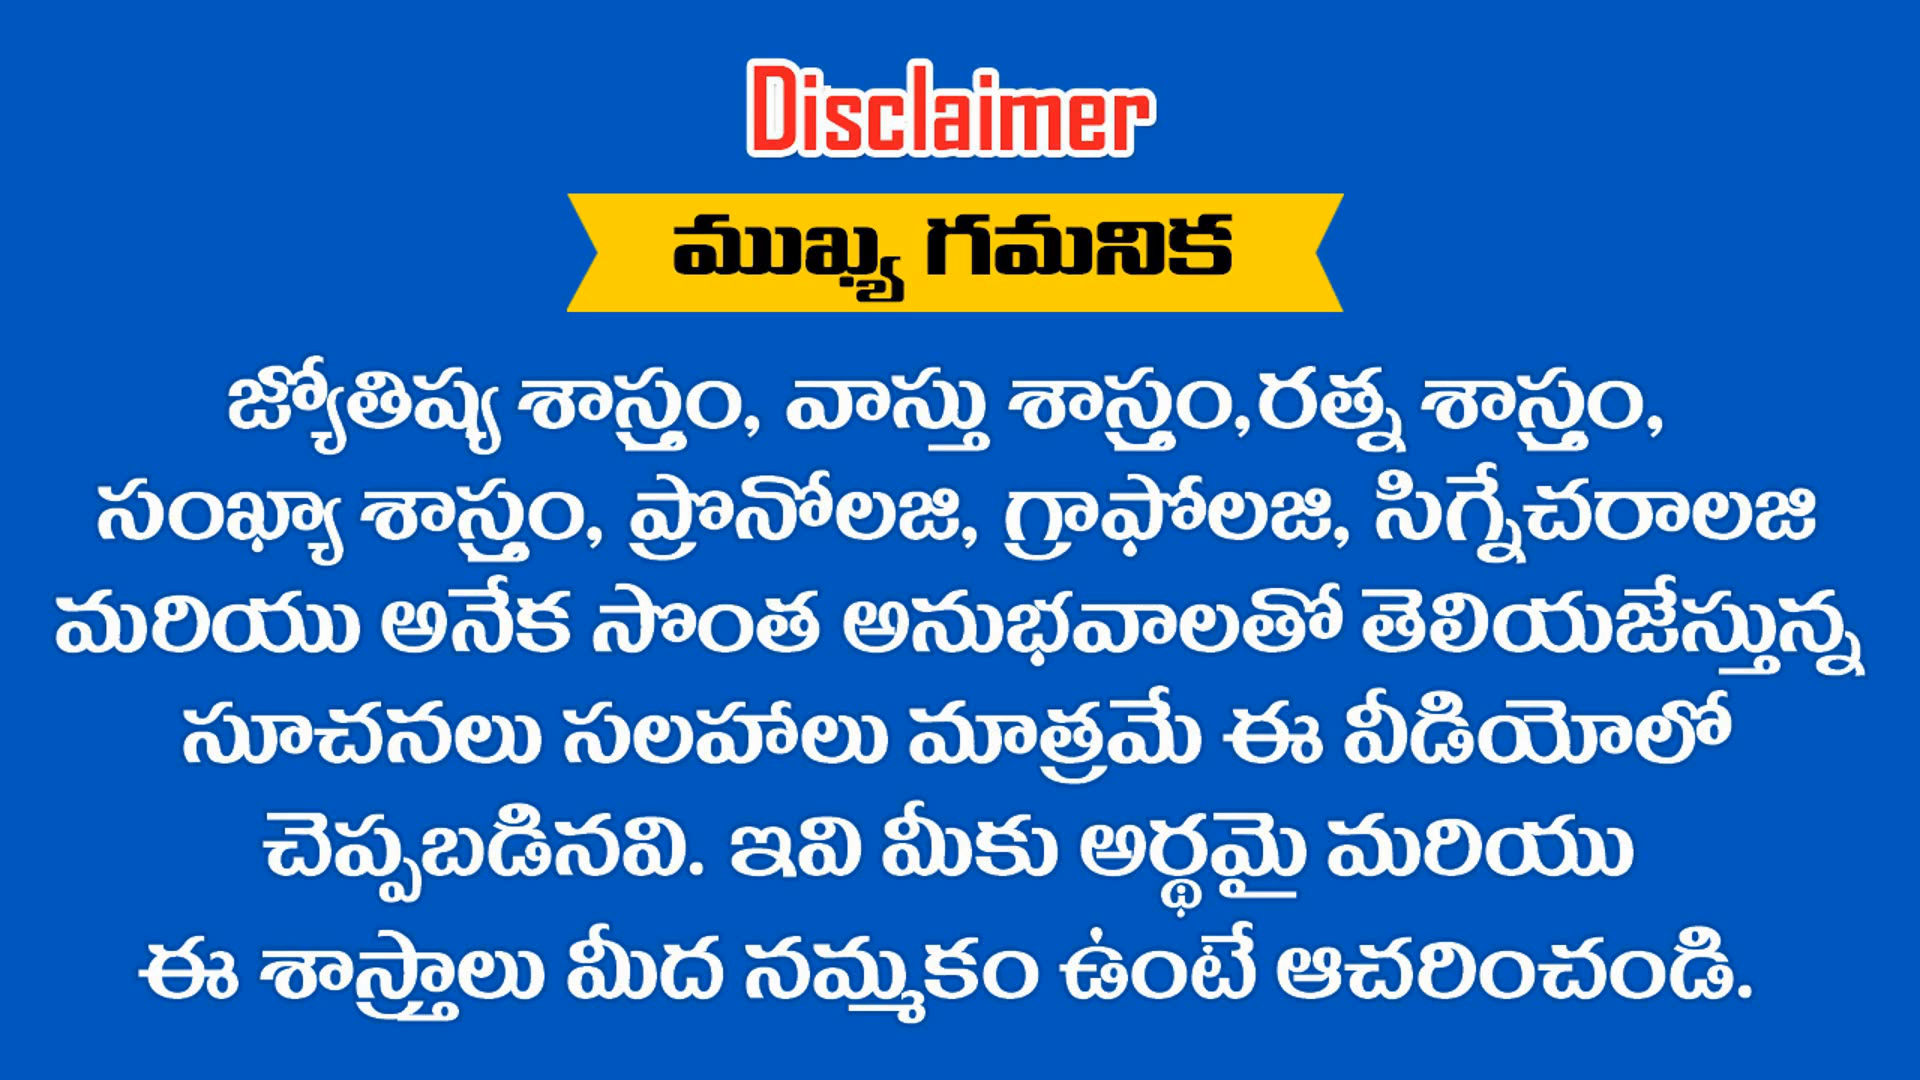 Disclaimer
ముఖ్య గమనిక
జ్యోతిష్య శాస్త్రం, వాస్తు శాస్త్రం,రత్న శాస్త్రం,
సంఖ్యా శాస్త్రం, ప్రొనోలజి, గ్రాఫోలజి, సిగ్నేచరాలజి
మరియు అనేక సొంత అనుభవాలతో తెలియజేస్తున్న
సూచనలు సలహాలు మాత్రమే ఈ వీడియోలో
చెప్పబడినవి. ఇవి మీకు అర్థమై మరియు
ఈ శాస్త్రాలు మీద నమ్మకం ఉంటే ఆచరించండి.